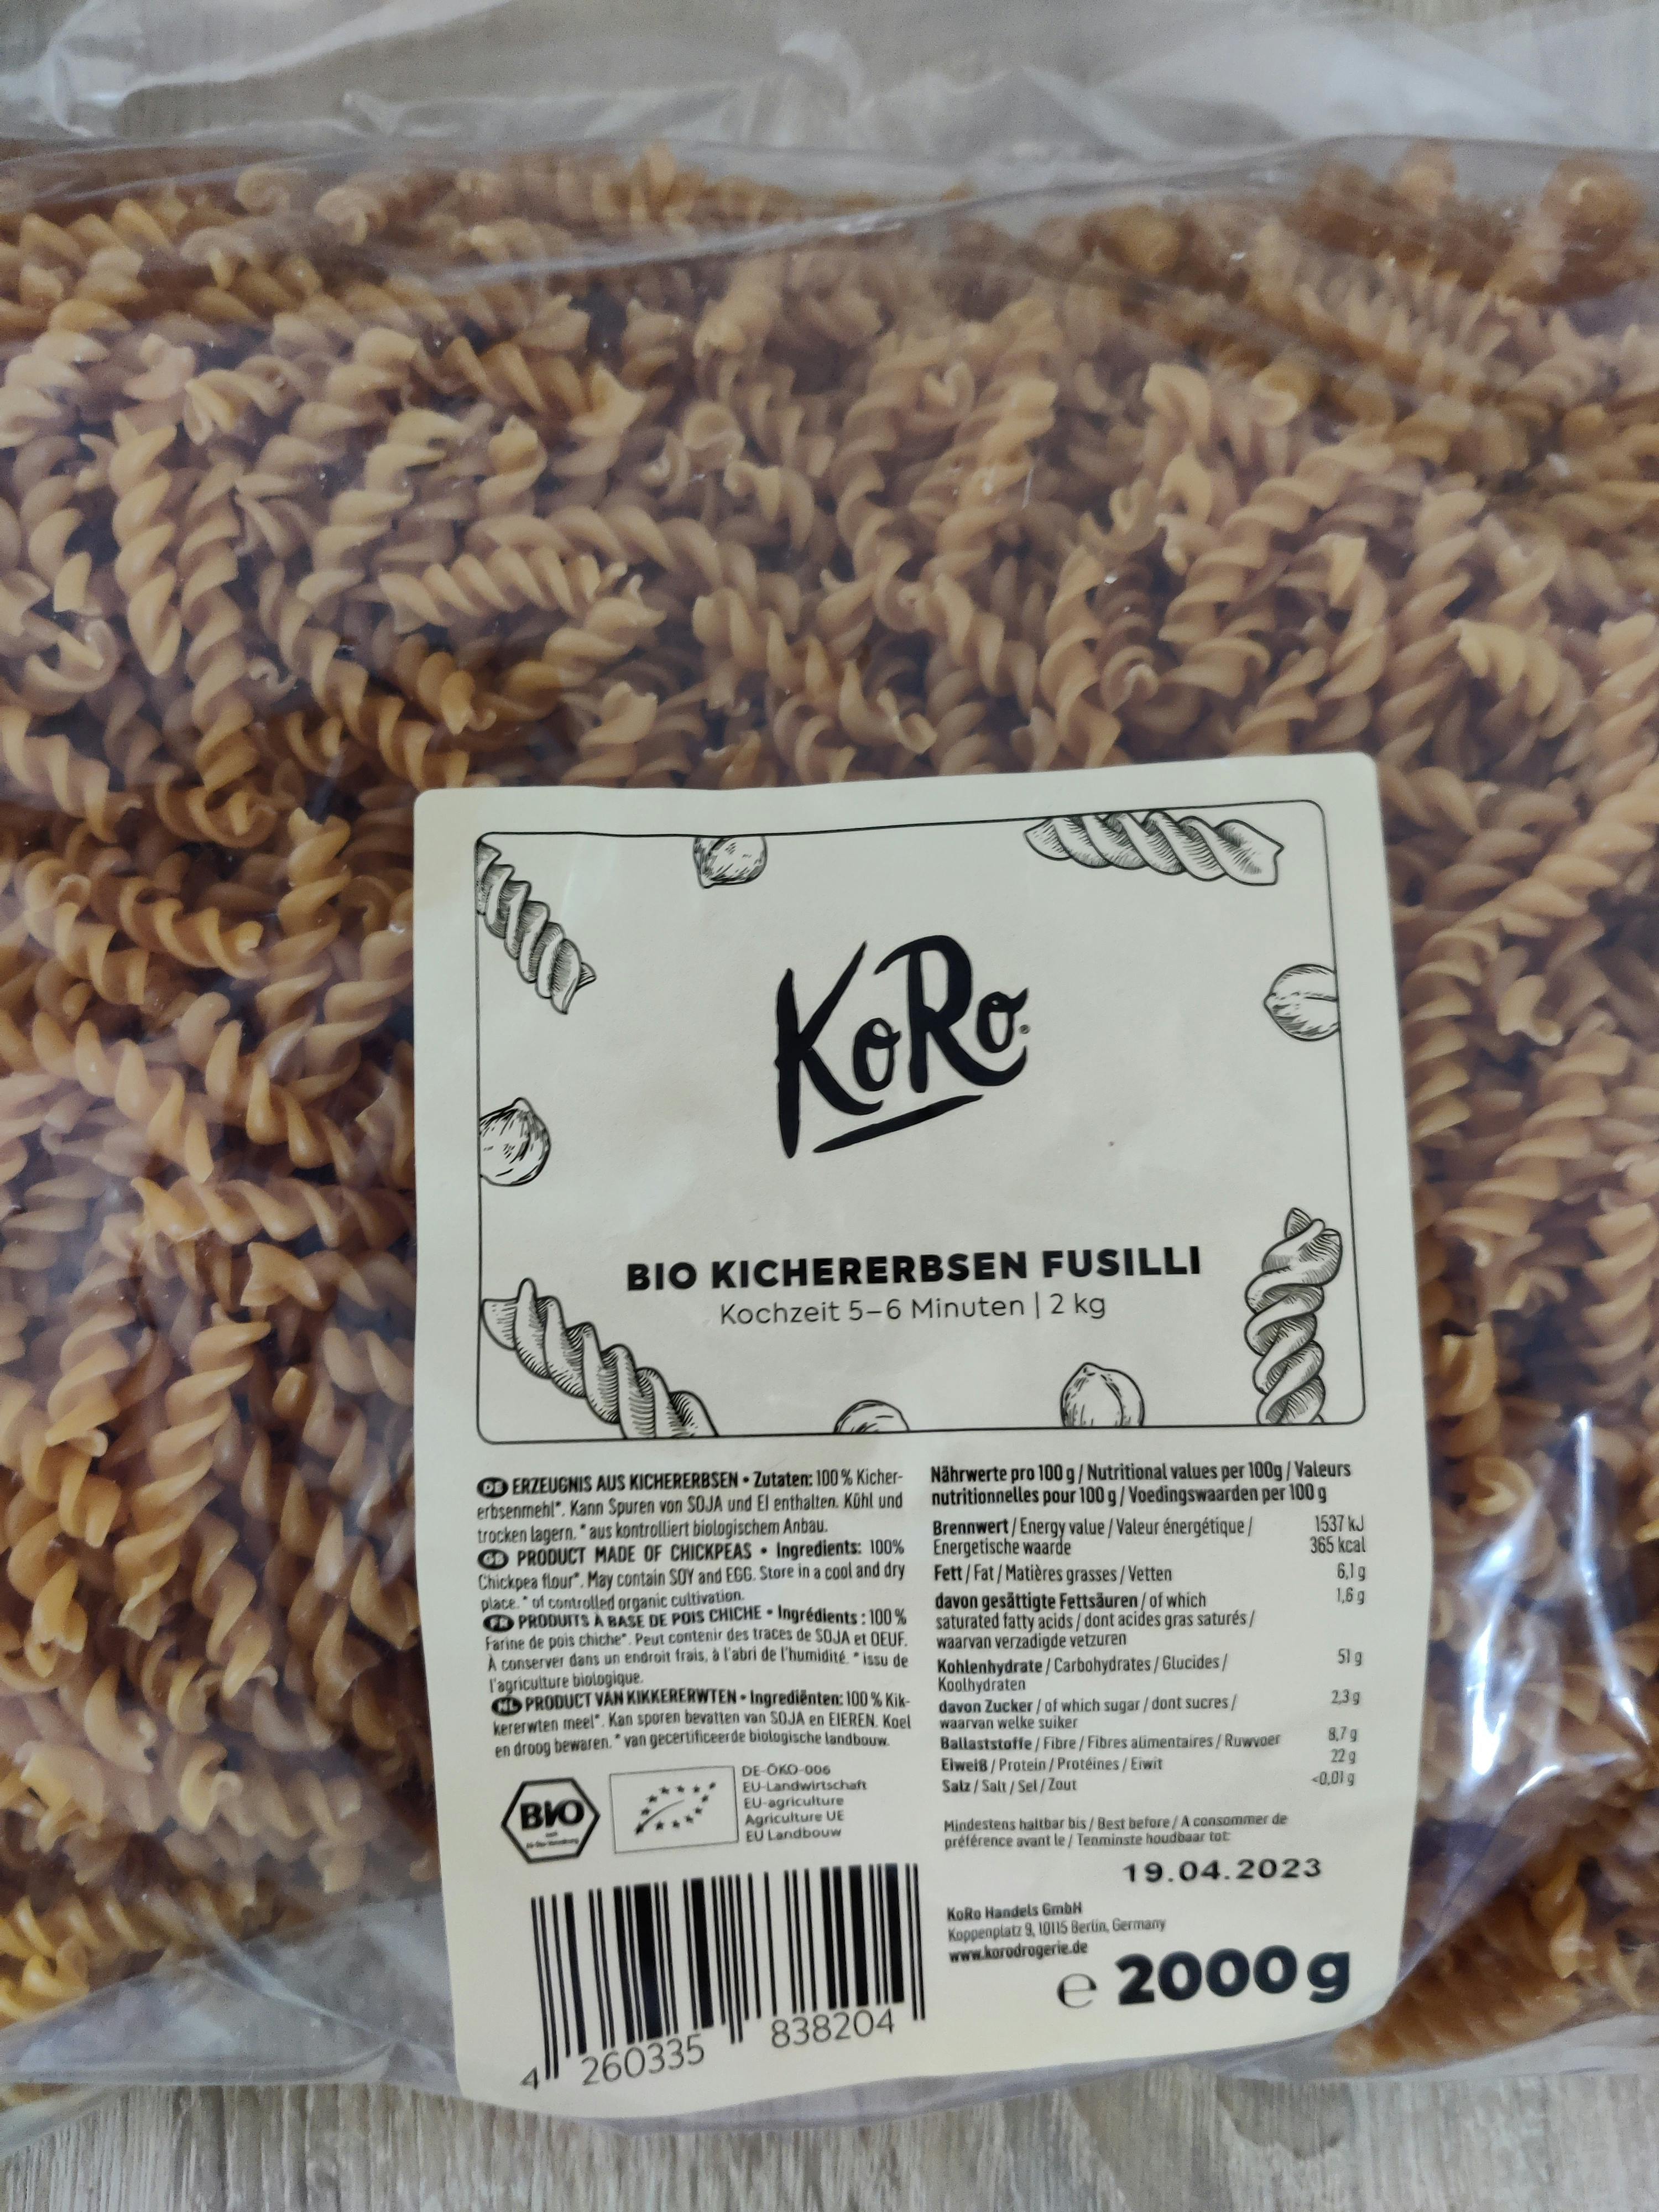 KoRo
BIO KICHERERBSEN FUSILLI
Kochzeit 5–6 Minuten | 2 kg
DE ERZEUGNIS AUS KICHERERBSEN • Zutaten: 100 % Kicher-
erbsenmehl*. Kann Spuren von SOJA und EI enthalten. Kühl und
trocken lagern. * aus kontrolliert biologischem Anbau.
GB PRODUCT MADE OF CHICKPEAS • Ingredients: 100%
Chickpea flour*. May contain SOY and EGG. Store in a cool and dry
place. * of controlled organic cultivation.
FR PRODUITS À BASE DE POIS CHICHE • Ingrédients : 100 %
Farine de pois chiche*. Peut contenir des traces de SOJA et OEUF.
À conserver dans un endroit frais, à l'abri de l'humidité. * issu de
l'agriculture biologique.
NL PRODUCT VAN KIKKERERWTEN • Ingrediënten: 100 % Kik-
kererwten meel*. Kan sporen bevatten van SOJA en EIEREN. Koel
en droog bewaren. * van gecertificeerde biologische landbouw.
Nährwerte pro 100 g / Nutritional values per 100g / Valeurs
nutritionnelles pour 100 g / Voedingswaarden per 100 g
Brennwert / Energy value / Valeur énergétique / 1537 kJ
Energetische waarde 365 kcal
Fett / Fat / Matières grasses / Vetten 6,1 g
davon gesättigte Fettsäuren / of which 1,6 g
saturated fatty acids / dont acides gras saturés /
waarvan verzadigde vetzuren
Kohlenhydrate / Carbohydrates / Glucides / 51 g
Koolhydraten
davon Zucker / of which sugar / dont sucres / 2,3 g
waarvan welke suiker
Ballaststoffe / Fibre / Fibres alimentaires / Ruwvoer 8,7 g
Eiweiß / Protein / Protéines / Eiwit 22 g
Salz / Salt / Sel / Zout <0,01 g
BIO
DE-ÖKO-006
EU-Landwirtschaft
EU-agriculture
Agriculture UE
EU Landbouw
Mindestens haltbar bis / Best before / A consommer de
préférence avant le / Tenminste houdbaar tot:
19.04.2023
KoRo Handels GmbH
Koppenplatz 9, 10115 Berlin, Germany
www.korodrogerie.de
e 2000g
4 260335 838204